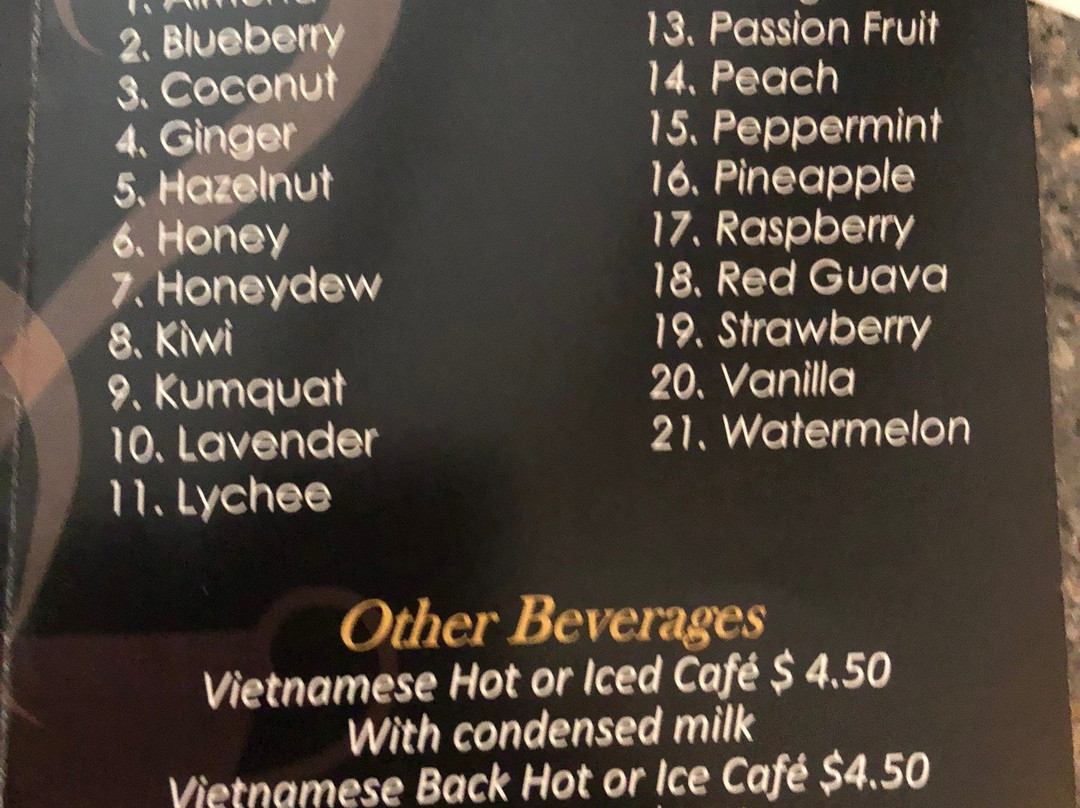 1. Almond
2. Blueberry
3. Coconut
4. Ginger
5. Hazelnut
6. Honey
7. Honeydew
8. Kiwi
9. Kumquat
10. Lavender
11. Lychee
13. Passion Fruit
14. Peach
15. Peppermint
16. Pineapple
17. Raspberry
18. Red Guava
19. Strawberry
20. Vanilla
21. Watermelon
Other Beverages
Vietnamese Hot or Iced Café $ 4.50
With condensed milk
Vietnamese Back Hot or Ice Café $4.50